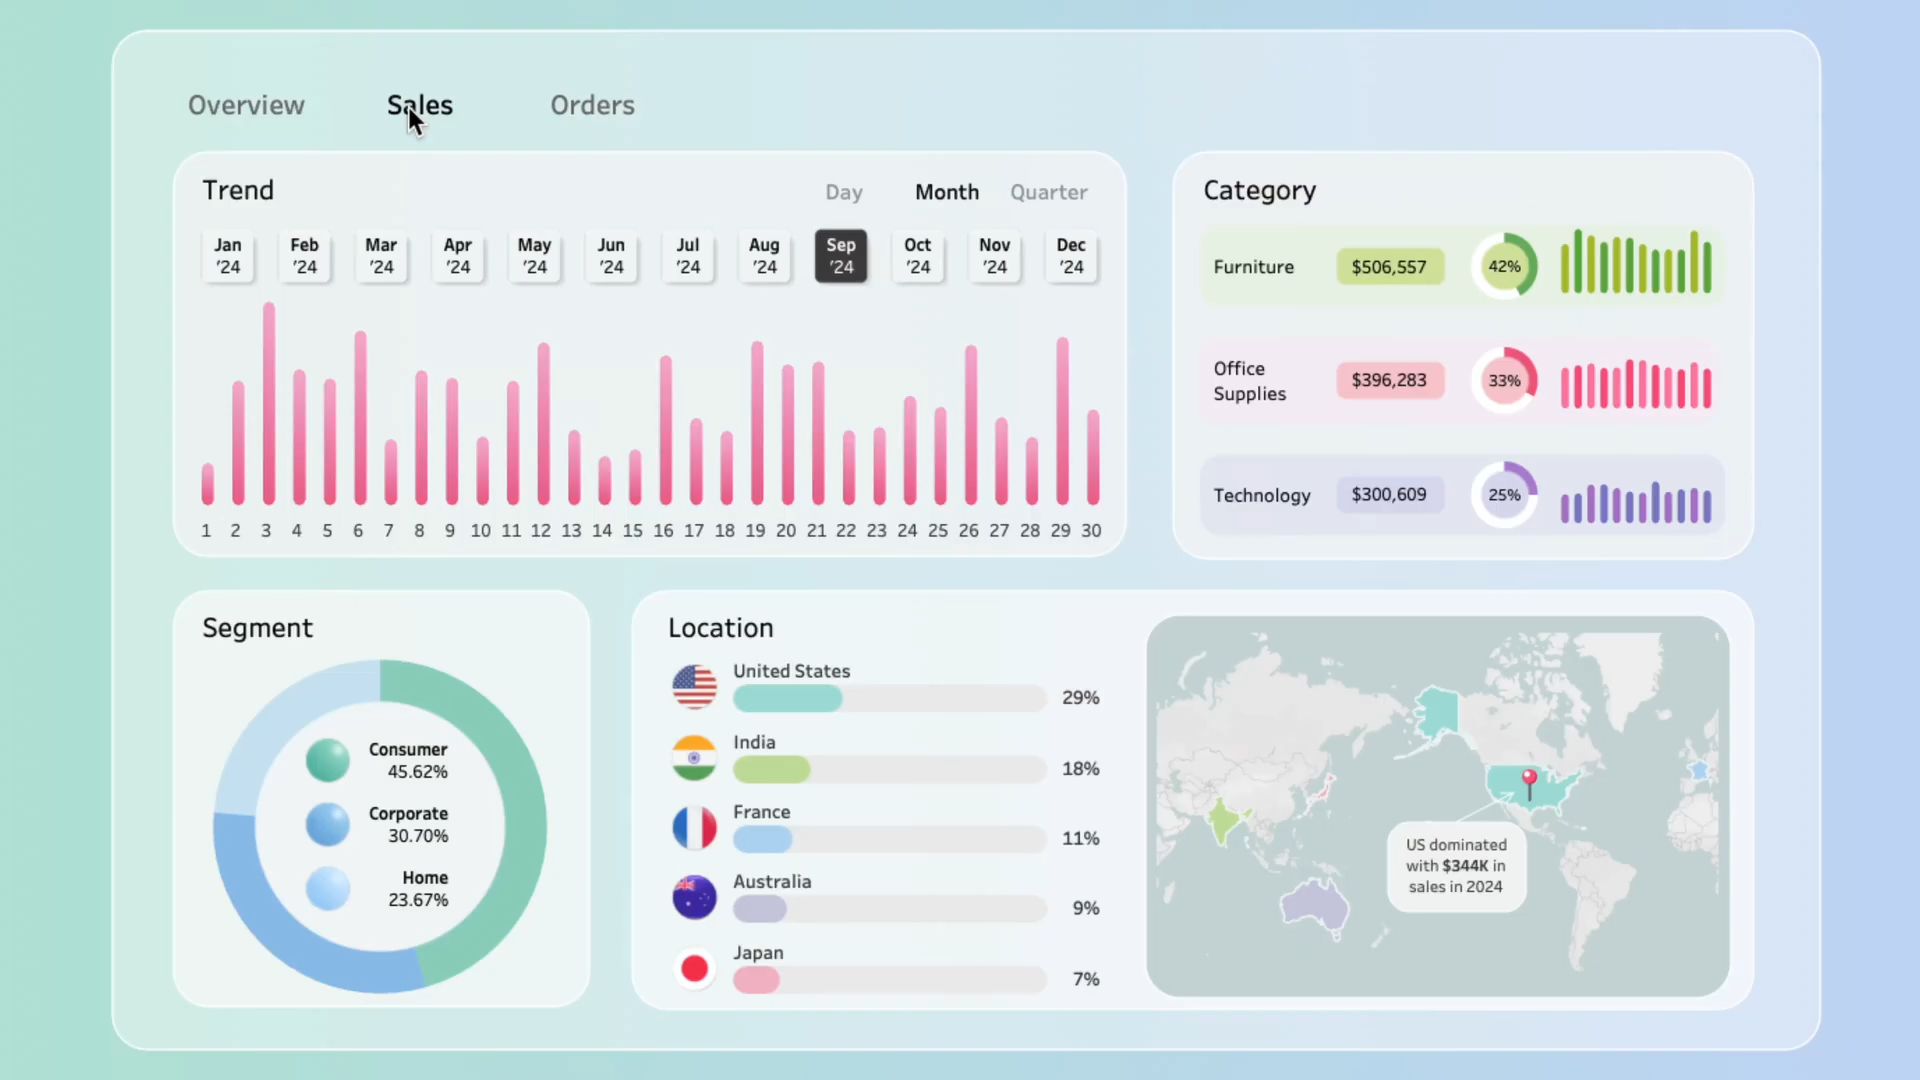 Overview Sales Orders
Trend
Day Month Quarter
Jan Feb Mar Apr May Jun Jul Aug Sep Oct Nov Dec
'24 '24 '24 '24 '24 '24 '24 '24 '24 '24 '24 '24
1 2 3 4 5 6 7 8 9 10 11 12 13 14 15 16 17 18 19 20 21 22 23 24 25 26 27 28 29 30
Category
Furniture $506,557 42%
Office
Supplies
$396,283 33%
Technology $300,609 25%
Segment
Consumer
45.62%
Corporate
30.70%
Home
23.67%
Location
United States
29%
India
18%
France
11%
Australia
9%
Japan
7%
US dominated
with $344K in
sales in 2024